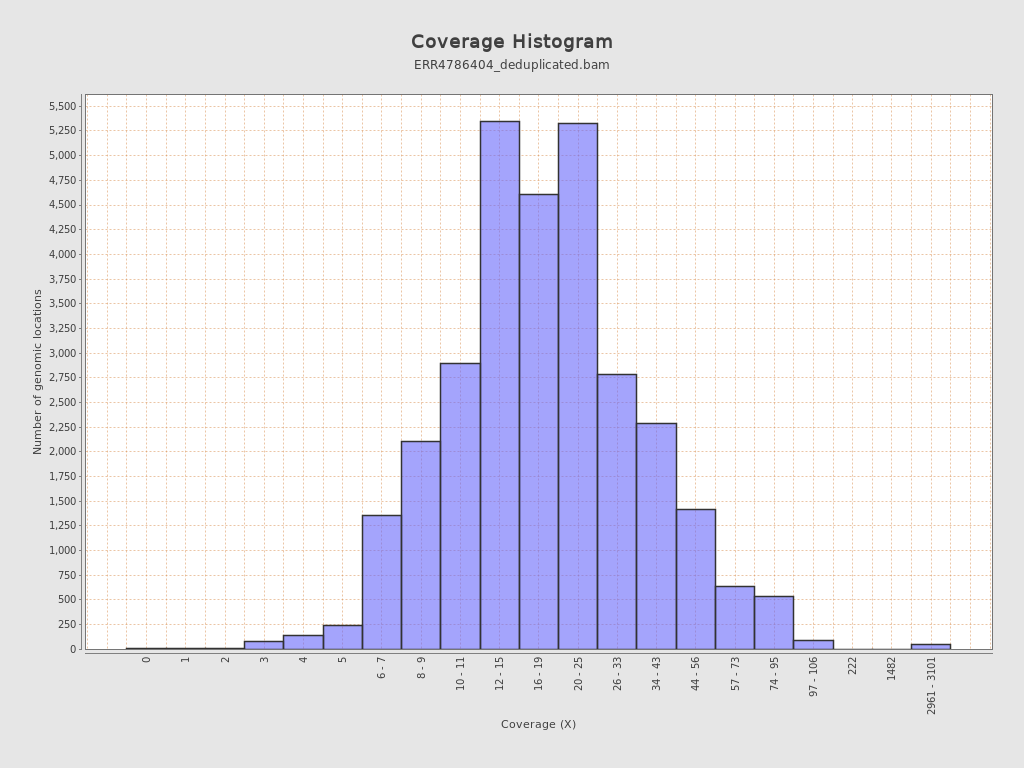 Coverage Histogram
ERR4786404_deduplicated.bam
Number of genomic locations
5,500
5,250
5,000
4,750
4,500
4,250
4,000
3,750
3,500
3,250
3,000
2,750
2,500
2,250
2,000
1,750
1,500
1,250
1,000
750
500
250
0
0
1
2
3
4
5
6 - 7
8 - 9
10 - 11
12 - 15
16 - 19
20 - 25
26 - 33
34 - 43
44 - 56
57 - 73
74 - 95
97 - 106
222
1482
2961 - 3101
Coverage (X)